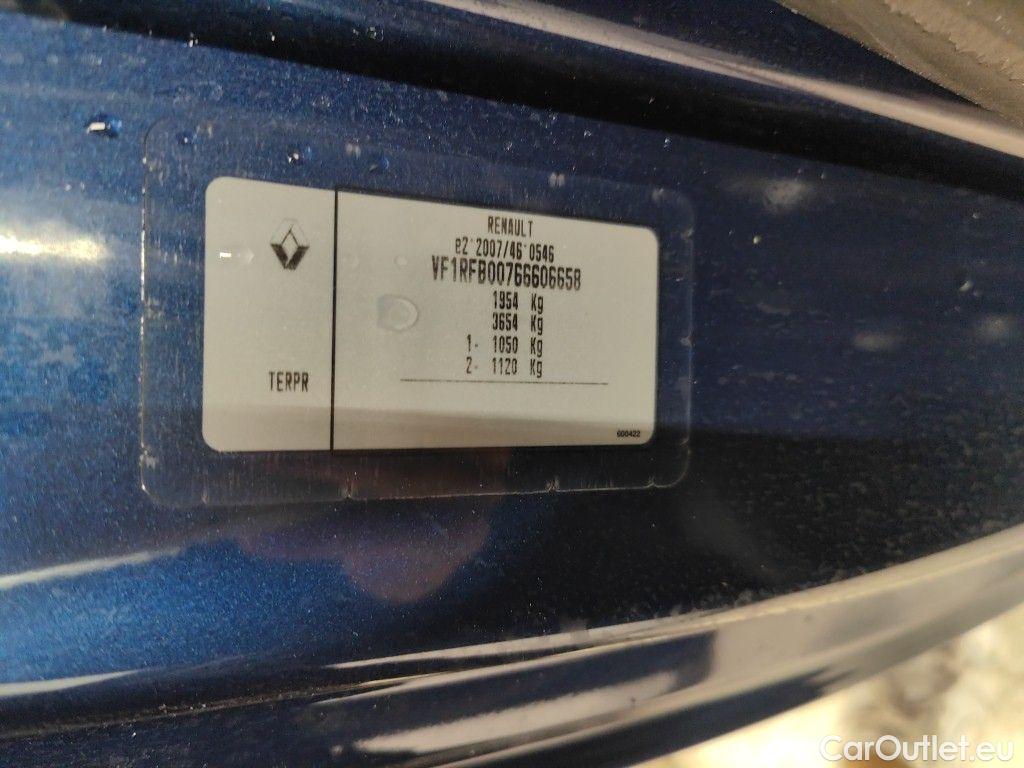 RENAULT
e2*2007/46*0546
VF1RFB00766606658
1954 Kg
3654 Kg
1- 1050 Kg
2- 1120 Kg
TERPR
600422
CarOutlet.eu